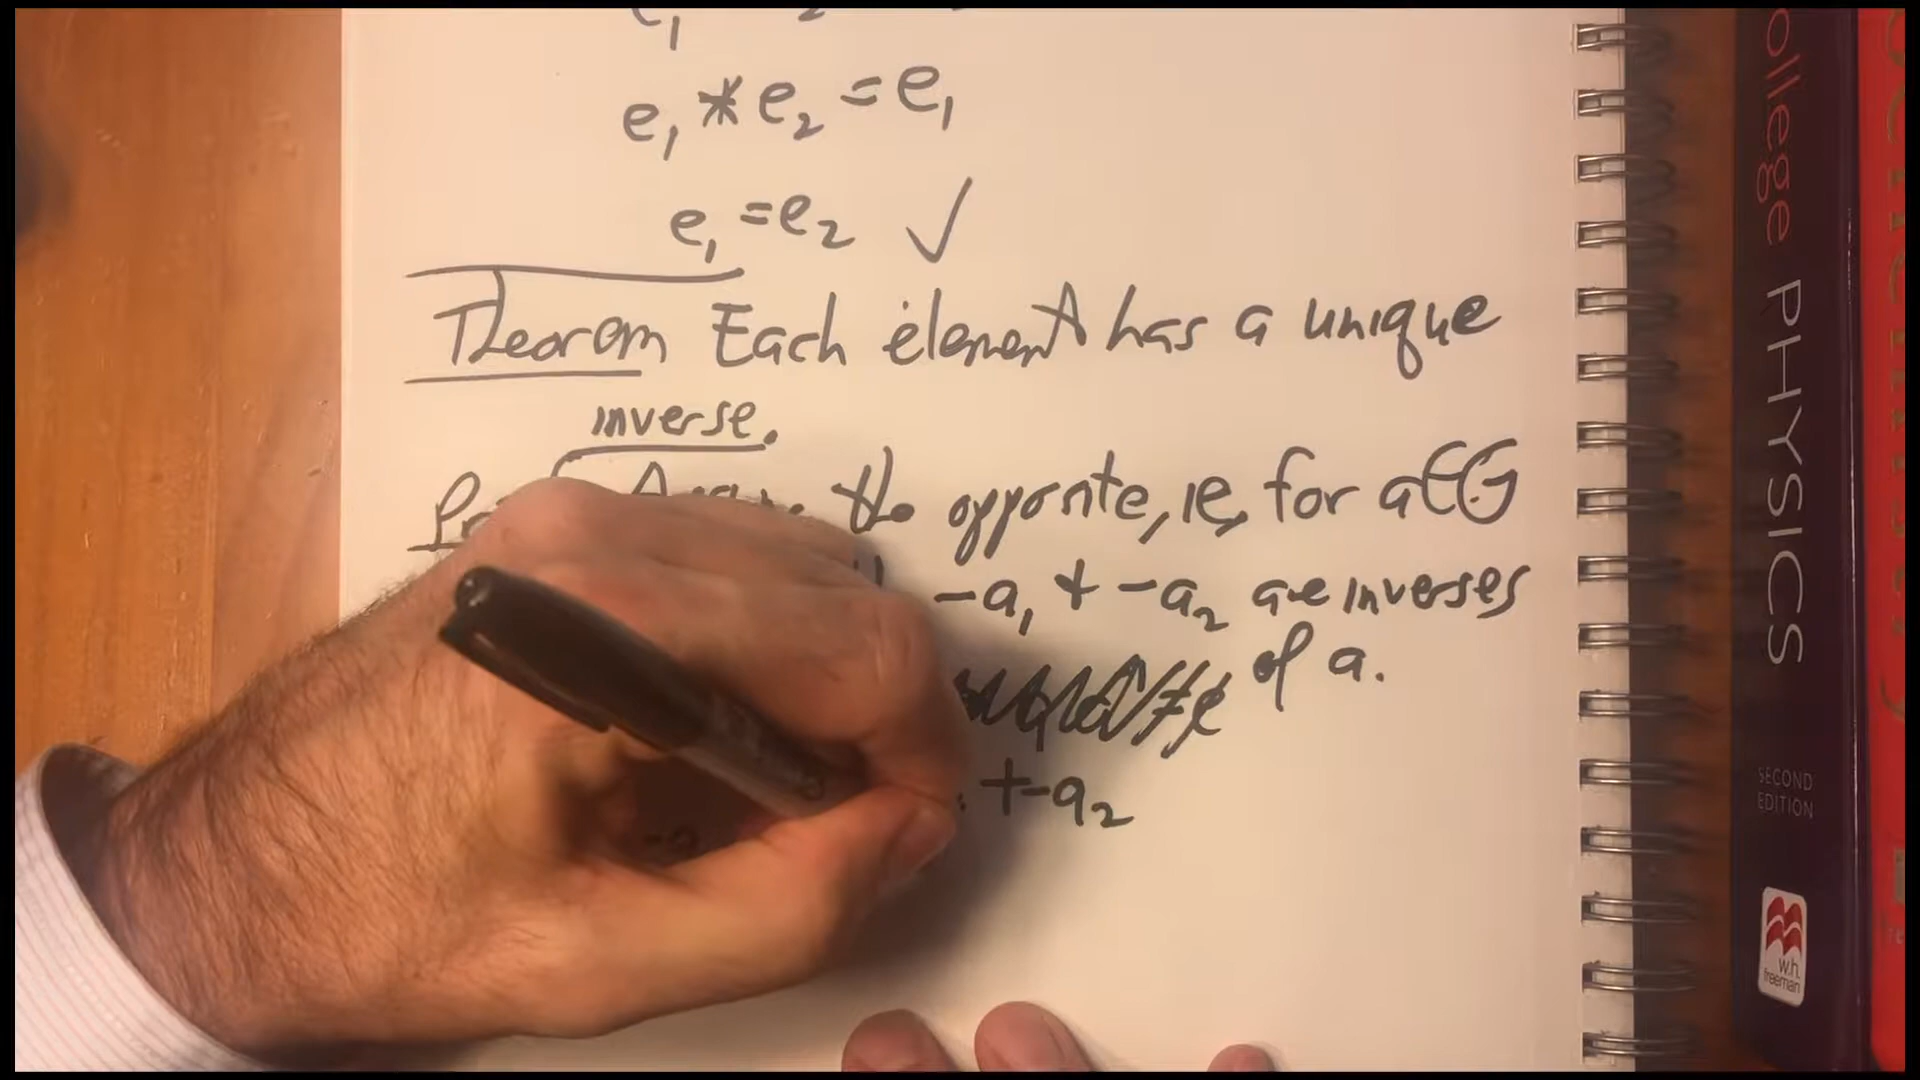 e₁ * e₂ = e₁
e₁ = e₂ ✓
Theorem Each element has a unique
inverse.
the opposite, ie, for a∈G
-a₁ + -a₂ are inverses
of a.
+-a₂
college PHYSICS
SECOND
EDITION
w.h.
freeman